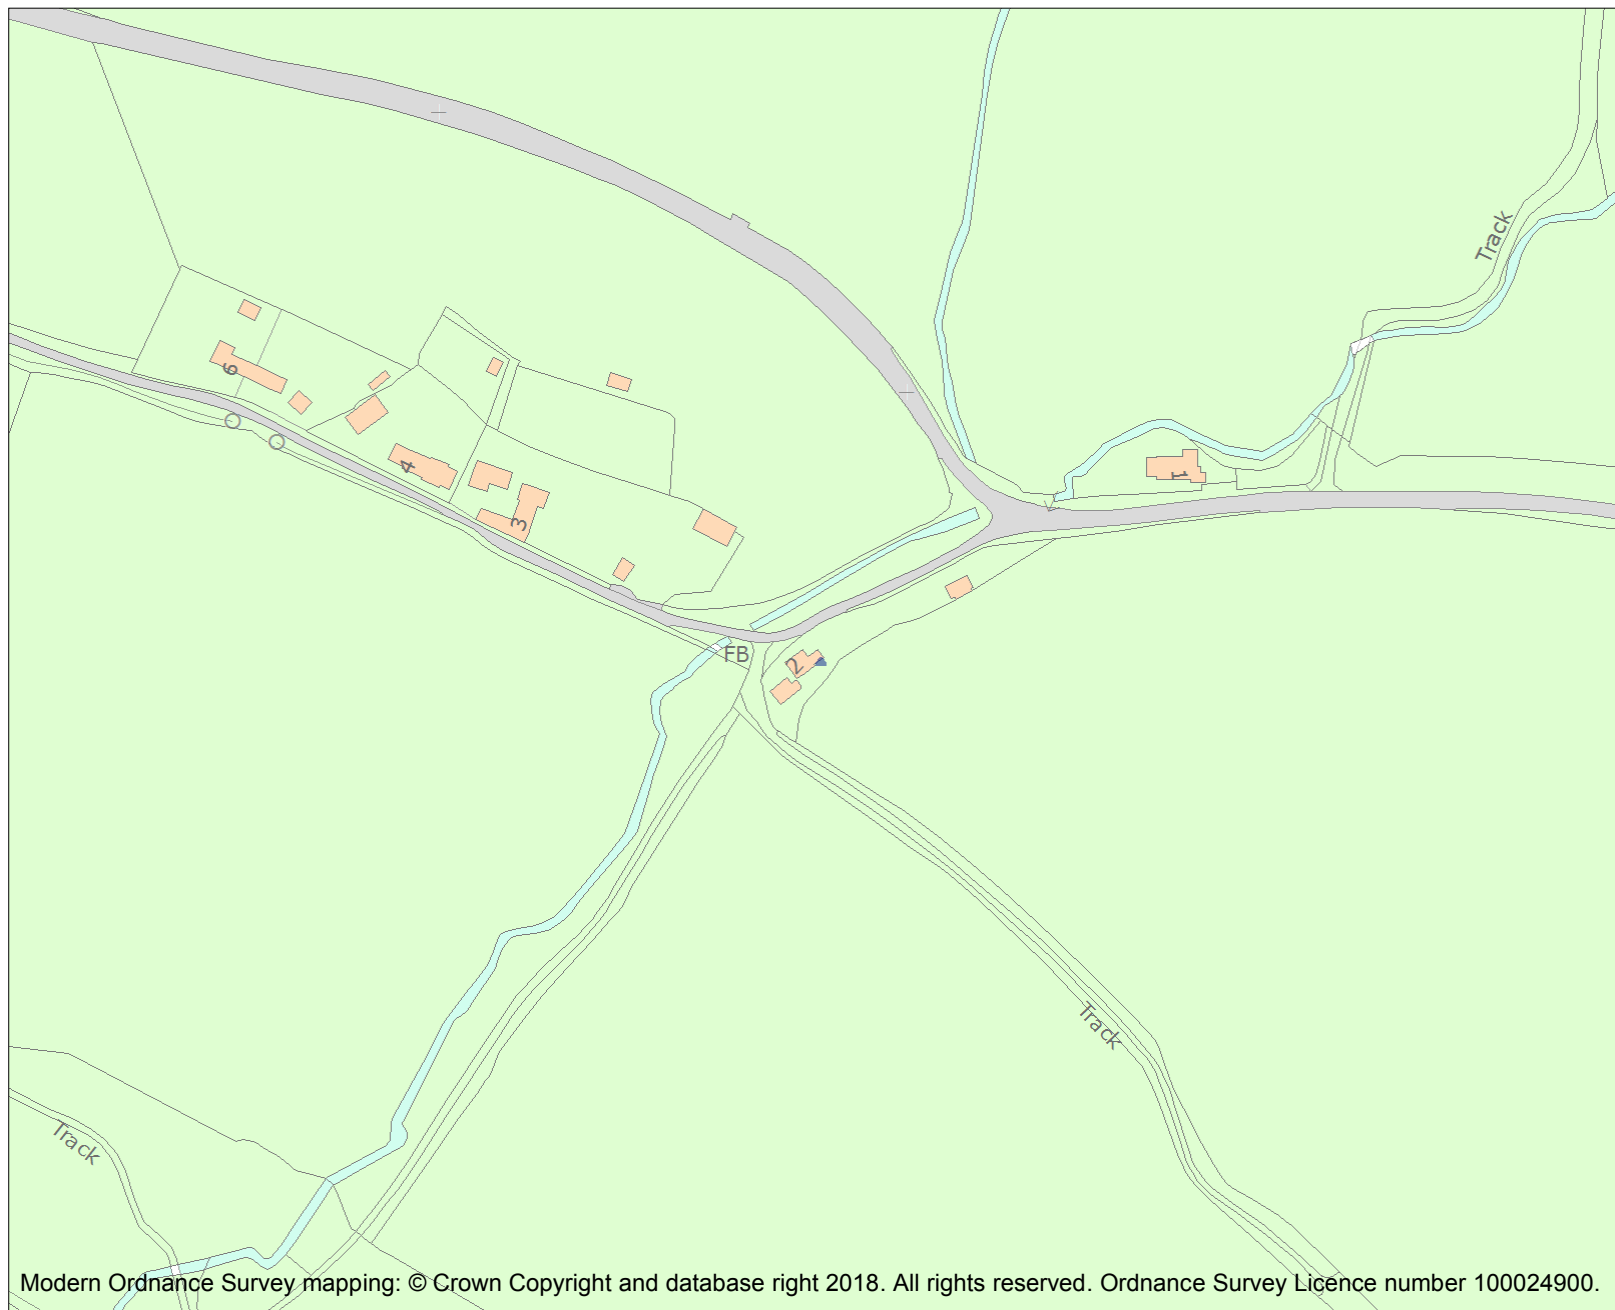 Track
6
4
1
3
FB
2
Track
Track
Modern Ordnance Survey mapping: © Crown Copyright and database right 2018. All rights reserved. Ordnance Survey Licence number 100024900.